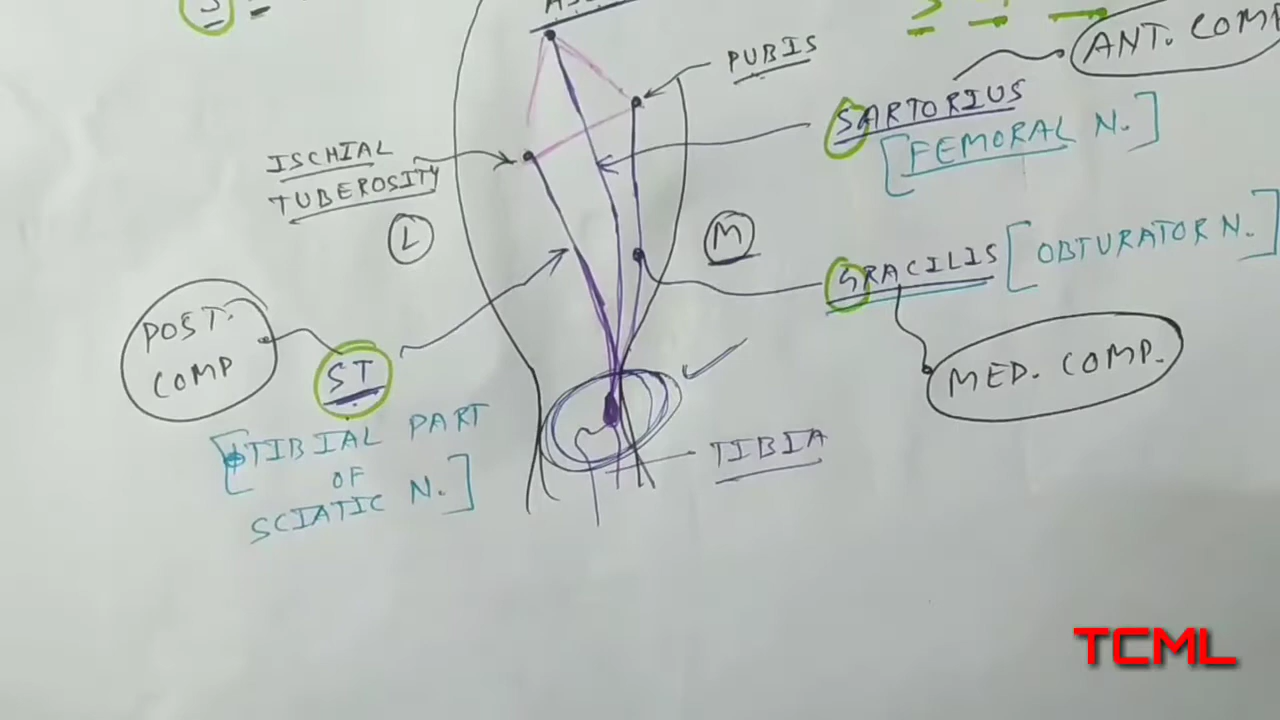 PUBIS
ANT. COMP
SARTORIUS
[FEMORAL N.]
ISCHIAL
TUBEROSITY
L
M
GRACILIS [OBTURATOR N.]
POST.
COMP
ST
MED. COMP.
[TIBIAL PART
OF
SCIATIC N.]
TIBIA
TCML